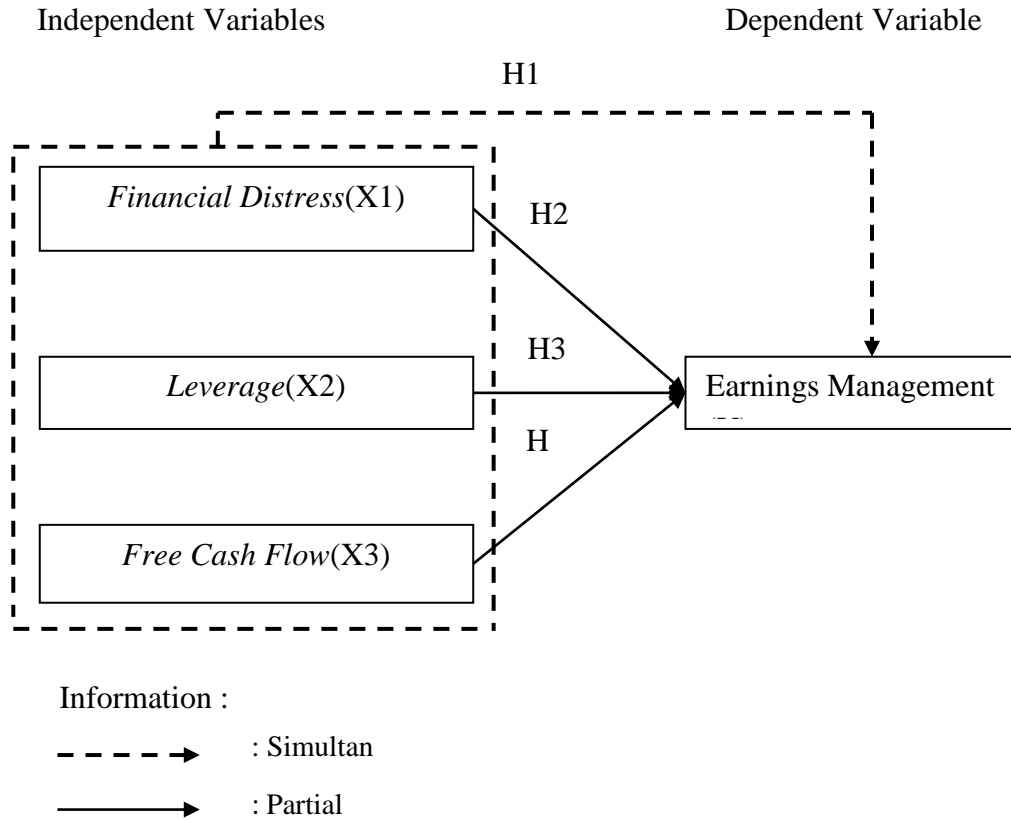 Independent Variables
Dependent Variable
H1
Financial Distress(X1)
H2
H3
Leverage(X2)
Earnings Management
H
Free Cash Flow(X3)
Information :
: Simultan
: Partial